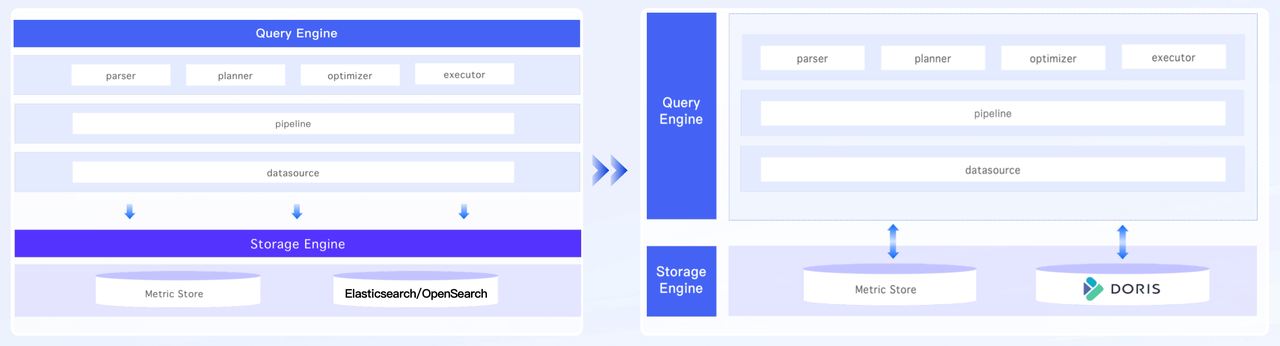 Query Engine
parser
planner
optimizer
executor
pipeline
datasource
Storage Engine
Metric Store
Elasticsearch/OpenSearch
Query
Engine
parser
planner
optimizer
executor
pipeline
datasource
Storage
Engine
Metric Store
DORIS